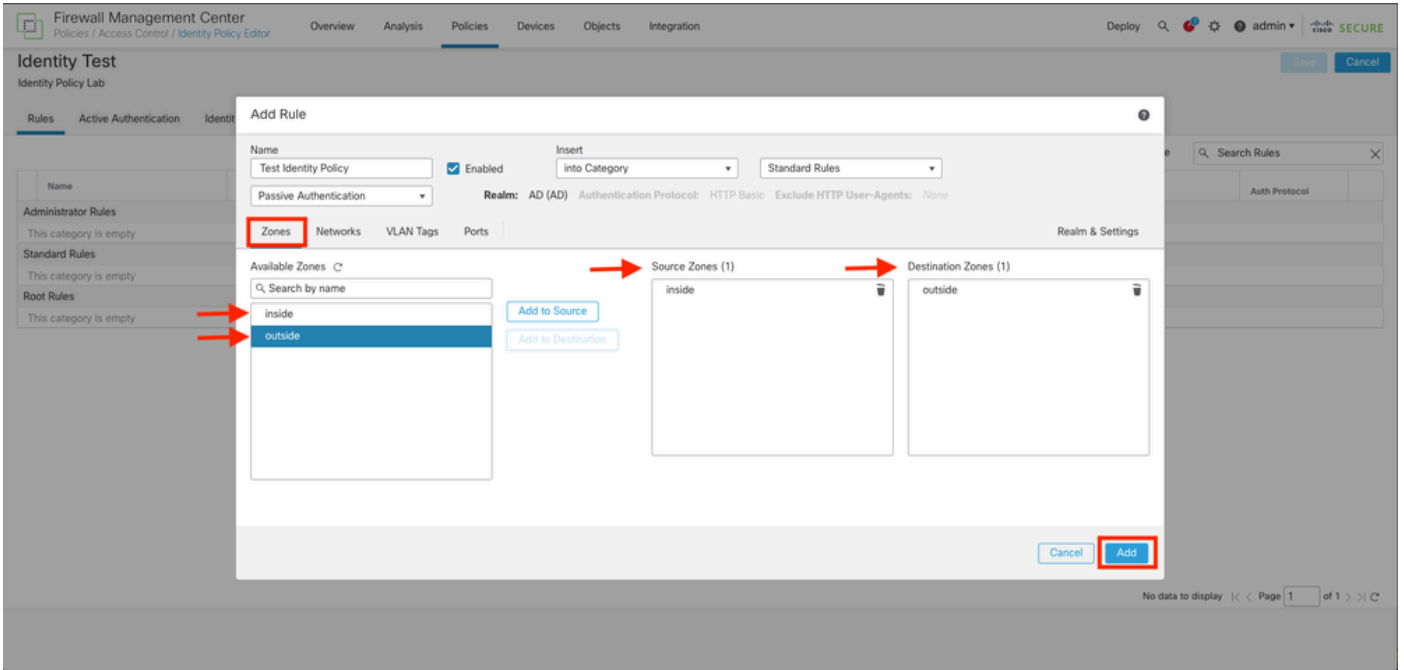 Firewall Management Center
Policies / Access Control / Identity Policy Editor
Overview Analysis Policies Devices Objects Integration
Deploy admin cisco SECURE
Identity Test
Identity Policy Lab
Save Cancel
Rules Active Authentication Identit
Search Rules
Name
Auth Protocol
Administrator Rules
This category is empty
Standard Rules
This category is empty
Root Rules
This category is empty
Add Rule
Name Insert
Test Identity Policy Enabled into Category Standard Rules
Passive Authentication Realm: AD (AD) Authentication Protocol: HTTP Basic Exclude HTTP User-Agents: None
Zones Networks VLAN Tags Ports Realm & Settings
Available Zones Source Zones (1) Destination Zones (1)
Search by name
inside
outside
Add to Source
Add to Destination
inside
outside
Cancel Add
No data to display |< < Page 1 of 1 > >|